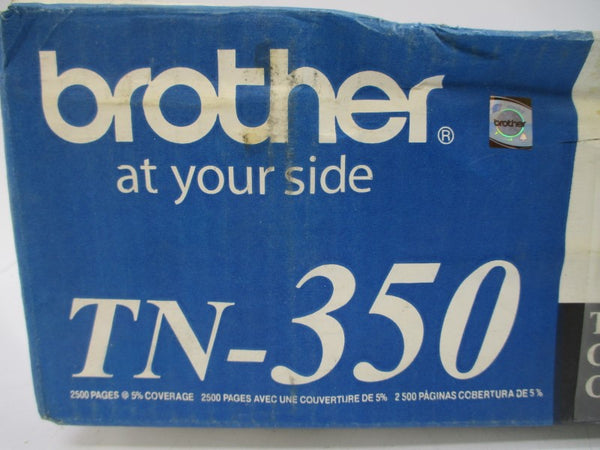 brother®
brother
at your side
TN-350
2500 PAGES @ 5% COVERAGE 2500 PAGES AVEC UNE COUVERTURE DE 5% 2 500 PÁGINAS COBERTURA DE 5%
T
C
C